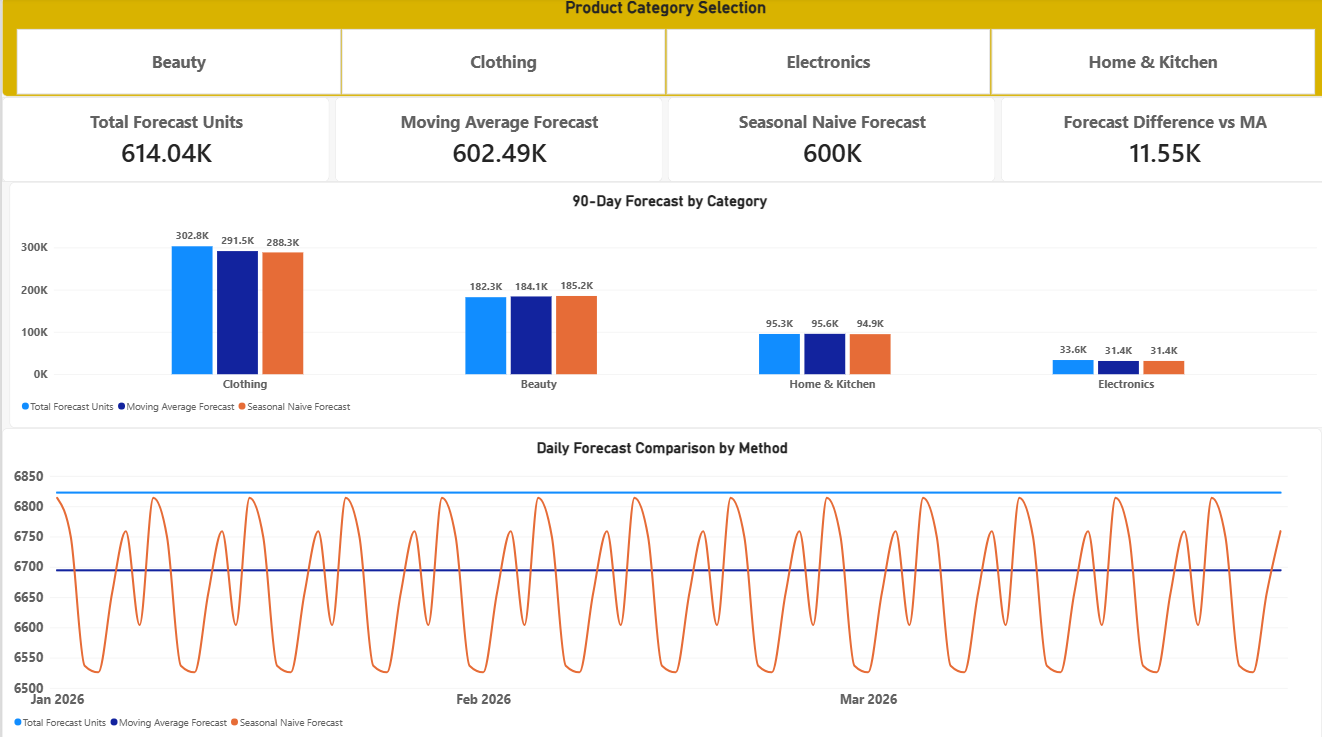 Product Category Selection
Beauty Clothing Electronics Home & Kitchen
Total Forecast Units Moving Average Forecast Seasonal Naive Forecast Forecast Difference vs MA
614.04K 602.49K 600K 11.55K
90-Day Forecast by Category
302.8K 291.5K 288.3K
182.3K 184.1K 185.2K
95.3K 95.6K 94.9K
33.6K 31.4K 31.4K
300K
200K
100K
0K
Clothing Beauty Home & Kitchen Electronics
Total Forecast Units Moving Average Forecast Seasonal Naive Forecast
Daily Forecast Comparison by Method
6850
6800
6750
6700
6650
6600
6550
6500
Jan 2026 Feb 2026 Mar 2026
Total Forecast Units Moving Average Forecast Seasonal Naive Forecast